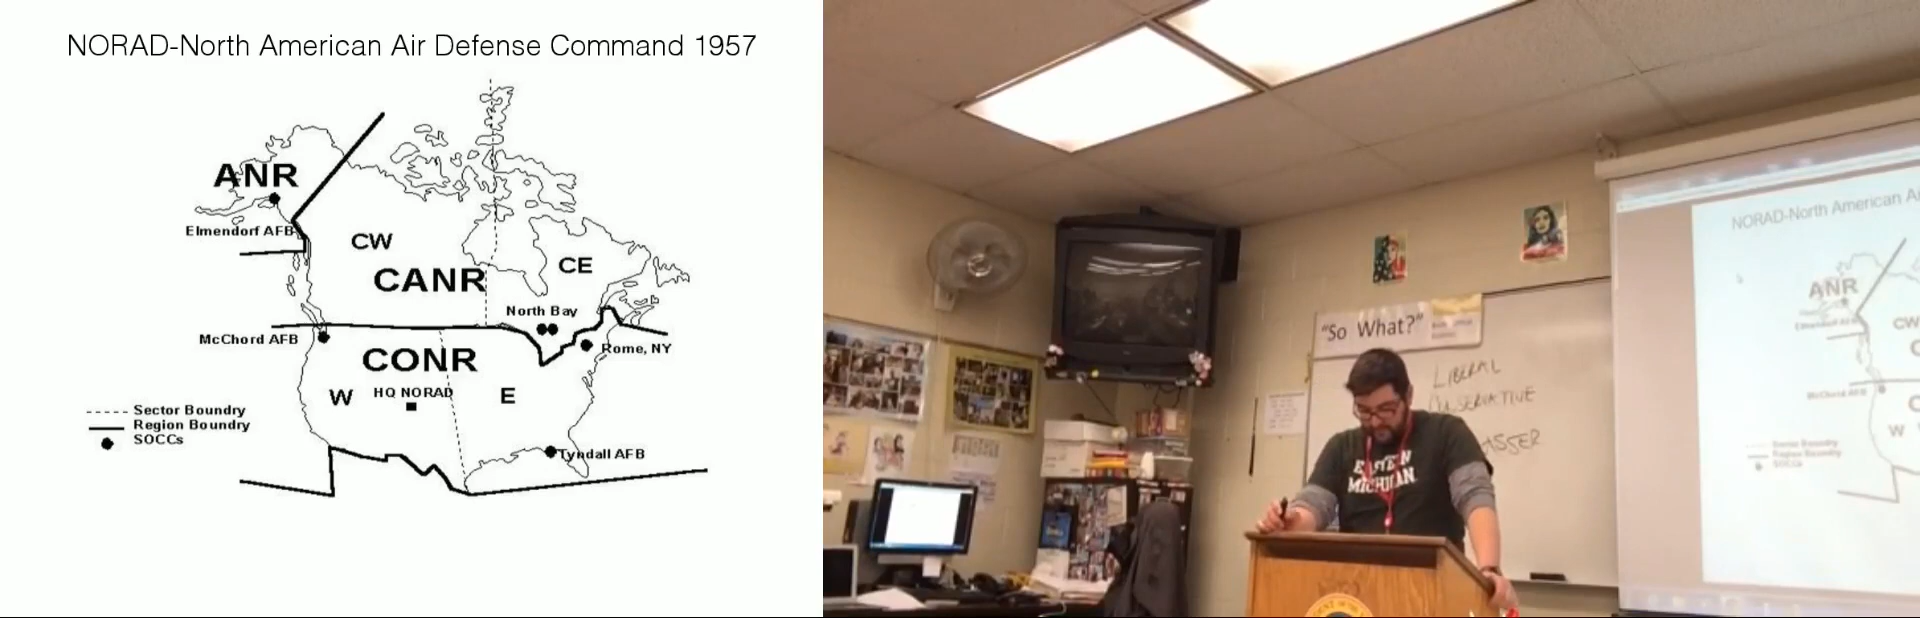 NORAD-North American Air Defense Command 1957
ANR
Elmendorf AFB
CW
CANR
CE
North Bay
McChord AFB
Rome, NY
CONR
W
HQ NORAD
E
Sector Boundry
Region Boundry
SOCCs
Tyndall AFB
"So What?"
LIBERAL
EASTERN
MICHIGAN
NORAD-North American
ANR
CW
W